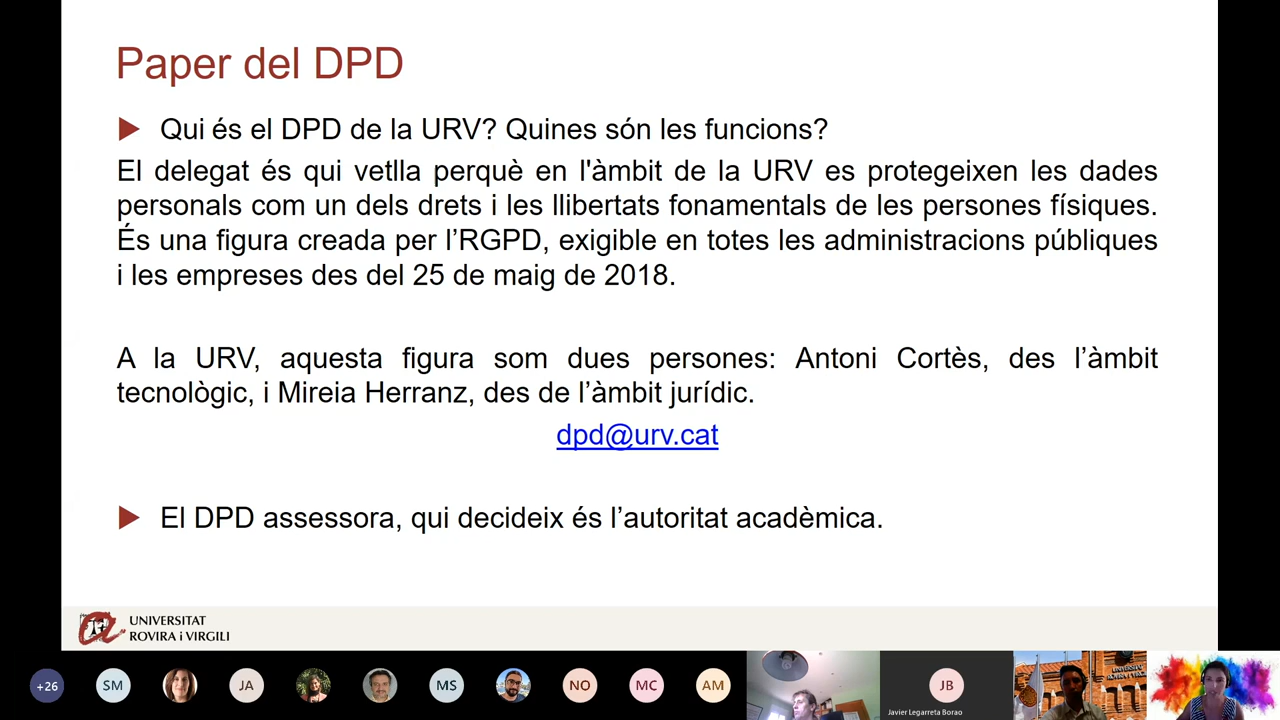 Paper del DPD
Qui és el DPD de la URV? Quines són les funcions?
El delegat és qui vetlla perquè en l'àmbit de la URV es protegeixen les dades
personals com un dels drets i les llibertats fonamentals de les persones físiques.
És una figura creada per l’RGPD, exigible en totes les administracions públiques
i les empreses des del 25 de maig de 2018.
A la URV, aquesta figura som dues persones: Antoni Cortès, des l’àmbit
tecnològic, i Mireia Herranz, des de l’àmbit jurídic.
dpd@urv.cat
El DPD assessora, qui decideix és l’autoritat acadèmica.
UNIVERSITAT
ROVIRA i VIRGILI
+26
SM
JA
MS
NO
MC
AM
JB
Javier Legarreta Borao
UNIVERSITAT
ROVIRA i VIRGILI